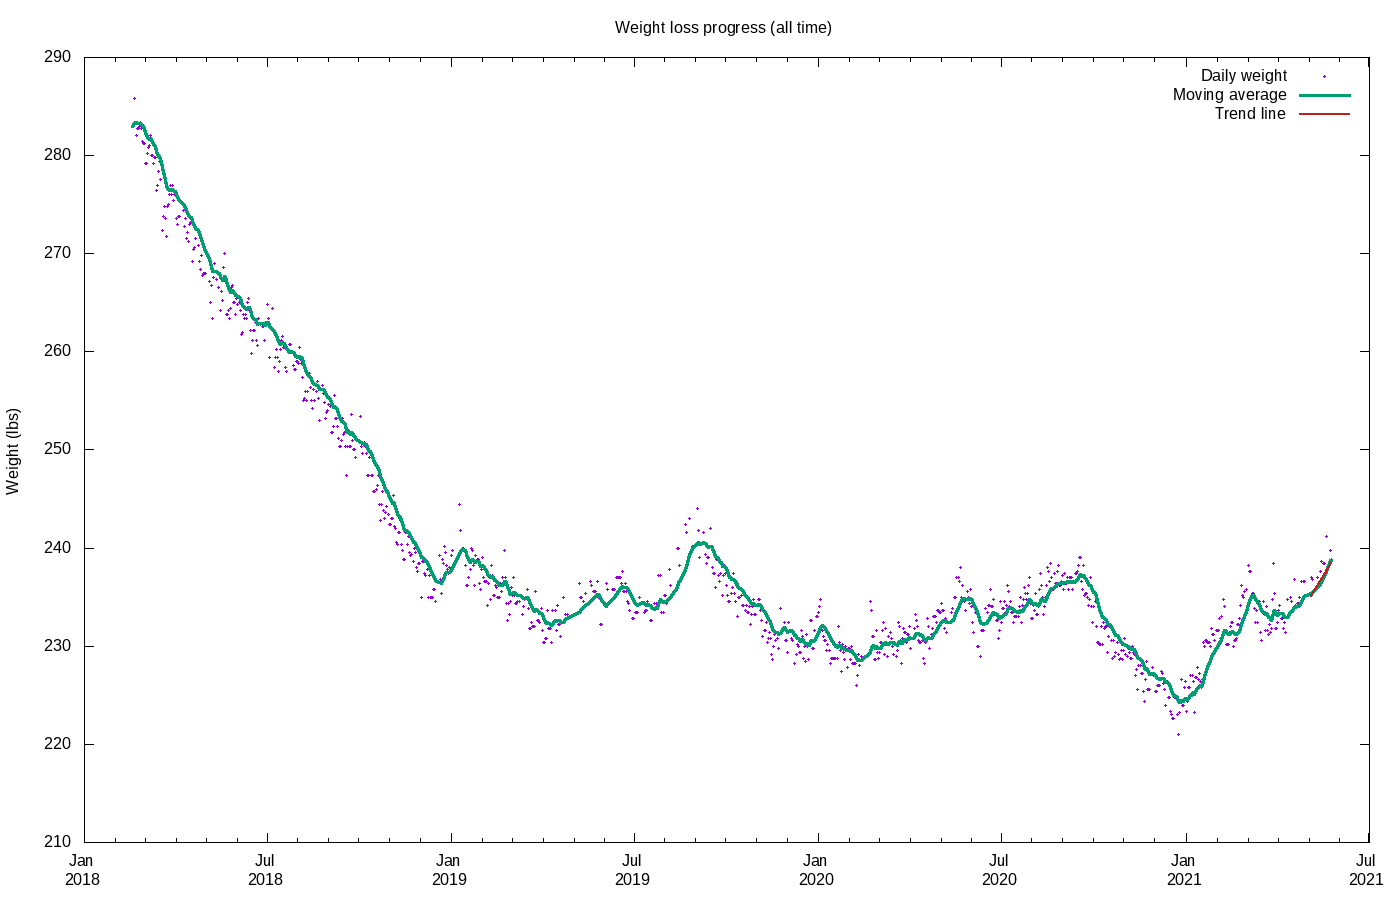 Weight loss progress (all time)
290
280
270
260
250
240
230
220
210
Weight (lbs)
Daily weight
Moving average
Trend line
Jan Jul Jan Jul Jan Jul Jan Jul
2018 2018 2019 2019 2020 2020 2021 2021